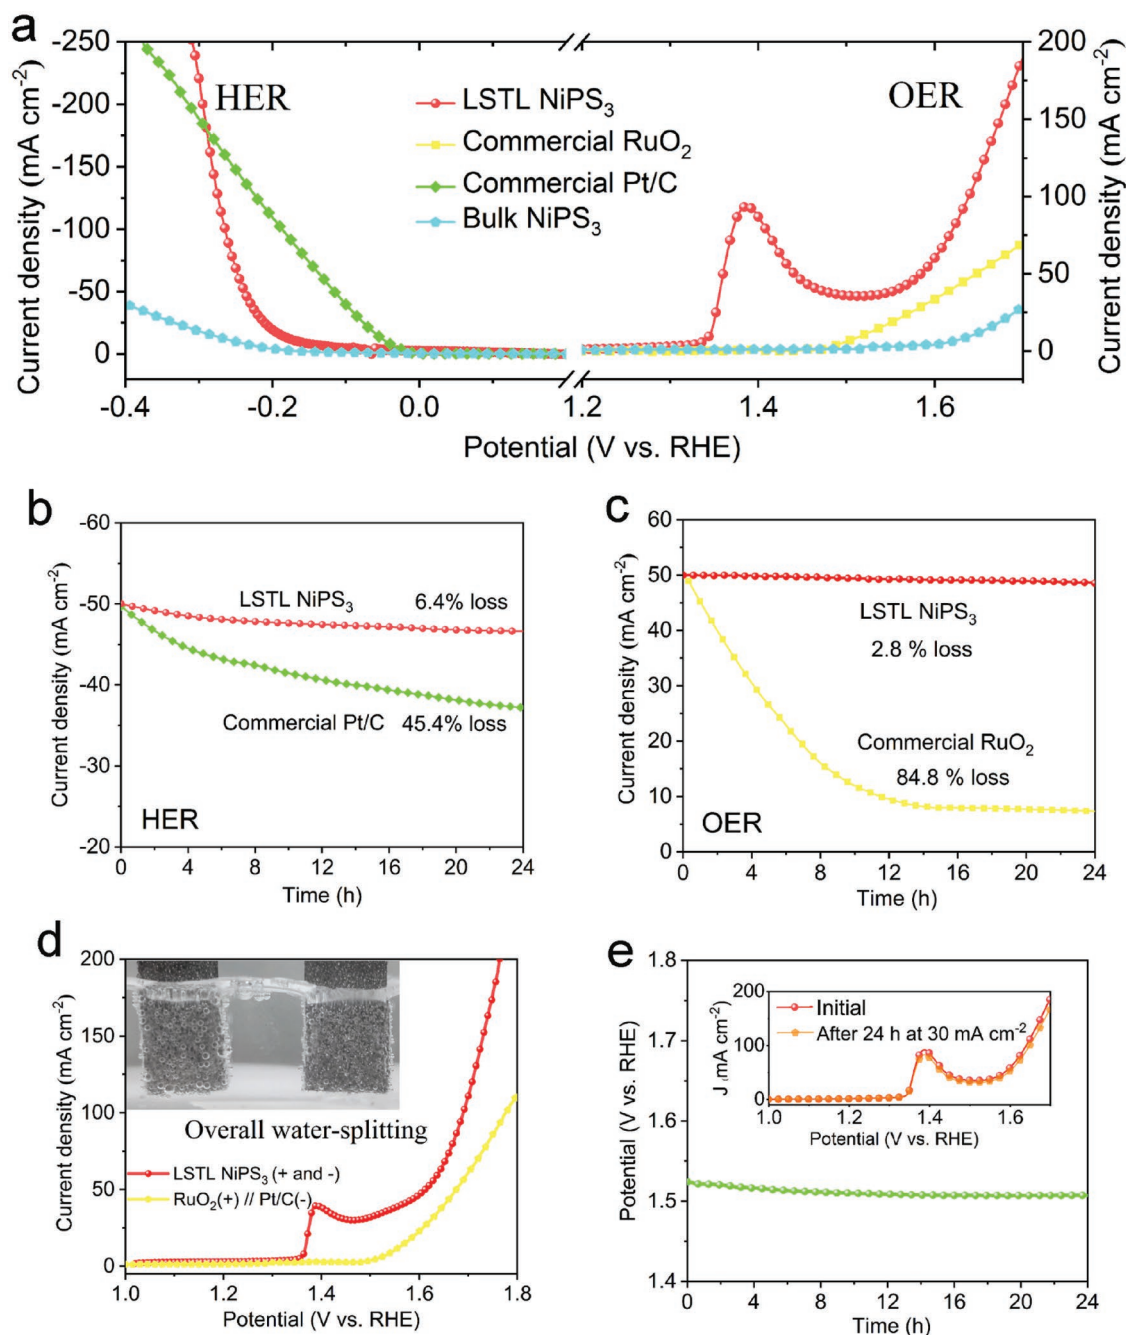 a
-250
-200
-150
-100
-50
0
Current density (mA cm⁻²)
HER
OER
LSTL NiPS₃
Commercial RuO₂
Commercial Pt/C
Bulk NiPS₃
200
150
100
50
0
Current density (mA cm⁻²)
-0.4 -0.2 0.0 1.2 1.4 1.6
Potential (V vs. RHE)
b
-60
-50
-40
-30
-20
Current density (mA cm⁻²)
LSTL NiPS₃ 6.4% loss
Commercial Pt/C 45.4% loss
HER
0 4 8 12 16 20 24
Time (h)
c
60
50
40
30
20
10
0
Current density (mA cm⁻²)
LSTL NiPS₃
2.8 % loss
Commercial RuO₂
84.8 % loss
OER
0 4 8 12 16 20 24
Time (h)
d
200
150
100
50
0
Current density (mA cm⁻²)
Overall water-splitting
LSTL NiPS₃ (+ and -)
RuO₂(+) // Pt/C(-)
1.0 1.2 1.4 1.6 1.8
Potential (V vs. RHE)
e
1.8
1.7
1.6
1.5
1.4
Potential (V vs. RHE)
200
100
0
J (mA cm⁻²)
Initial
After 24 h at 30 mA cm⁻²
1.0 1.2 1.4 1.6
Potential (V vs. RHE)
0 4 8 12 16 20 24
Time (h)